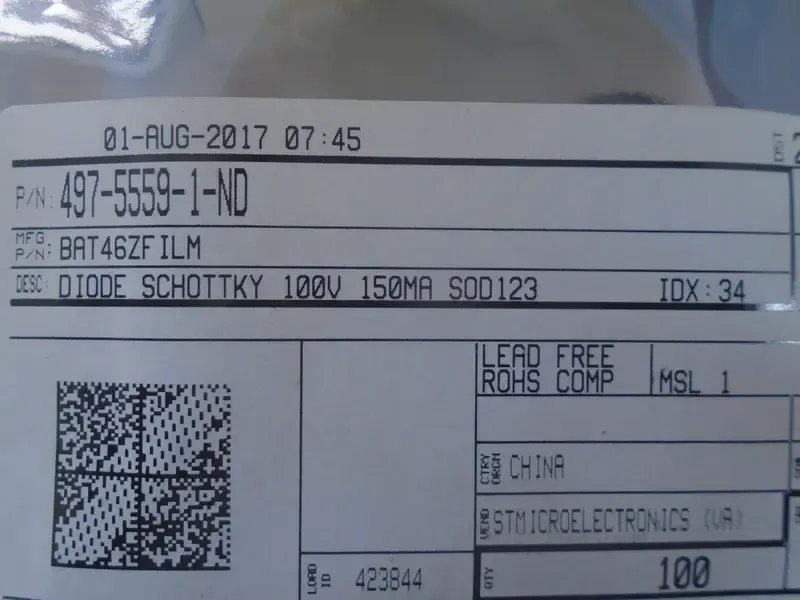 01-AUG-2017 07:45
DST
P/N: 497-5559-1-ND
MFG P/N: BAT46ZFILM
DESC: DIODE SCHOTTKY 100V 150MA SOD123 IDX: 34
LEAD FREE
ROHS COMP
MSL 1
CTRY ORGN CHINA
VEND STMICROELECTRONICS (VA)
LOAD ID 423844
QTY 100